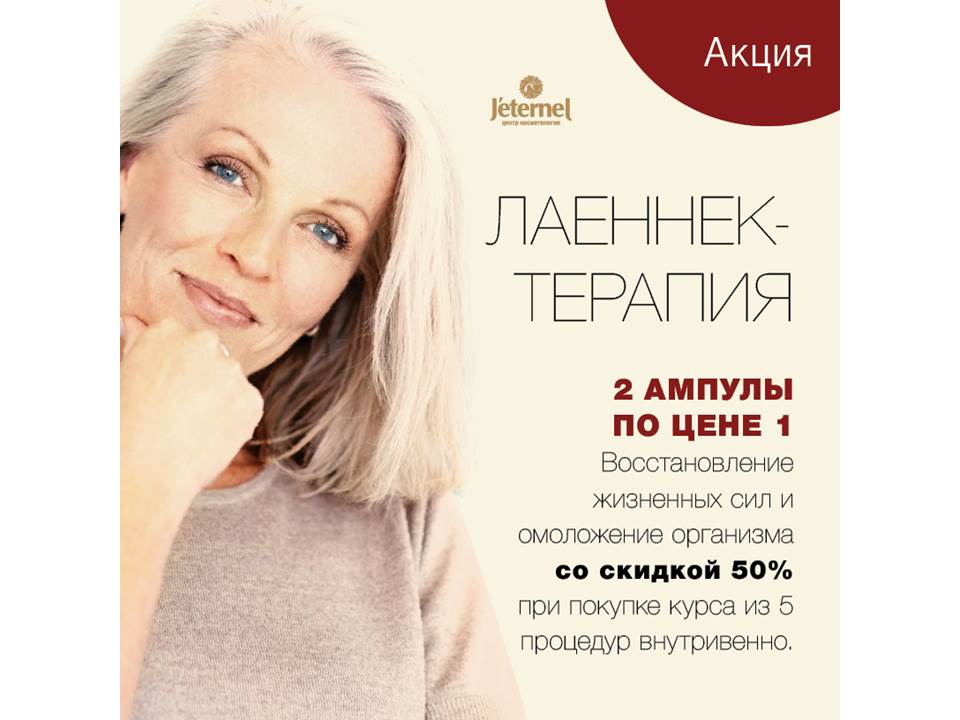 Акция
J'eternel
центр косметологии
ЛАЕННЕК-
ТЕРАПИЯ
2 АМПУЛЫ
ПО ЦЕНЕ 1
Восстановление
жизненных сил и
омоложение организма
со скидкой 50%
при покупке курса из 5
процедур внутривенно.